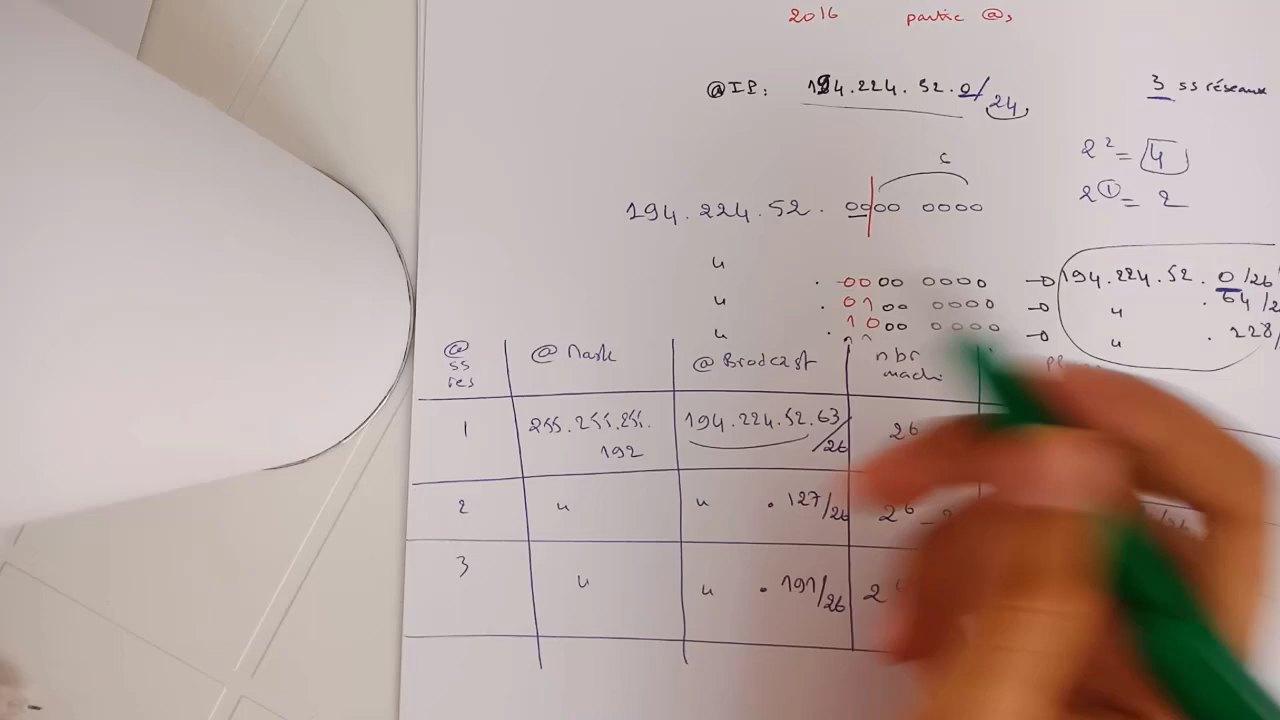 2016 partie @s
@IP: 194.224.52.0/24 3 ss réseaux
2² = 4
2① = 2
6
194.224.52. 0000 0000
u . 0000 0000 → 194.224.52.0/26
u . 0100 0000 → u .64/2
u . 1000 0000 → u .128/
@ ss res @ Mask @ Brodcast nbr machi
1 255.255.255.192 194.224.52.63/26 2⁶
2 u u .127/26 2⁶ -
3 u u .191/26 2